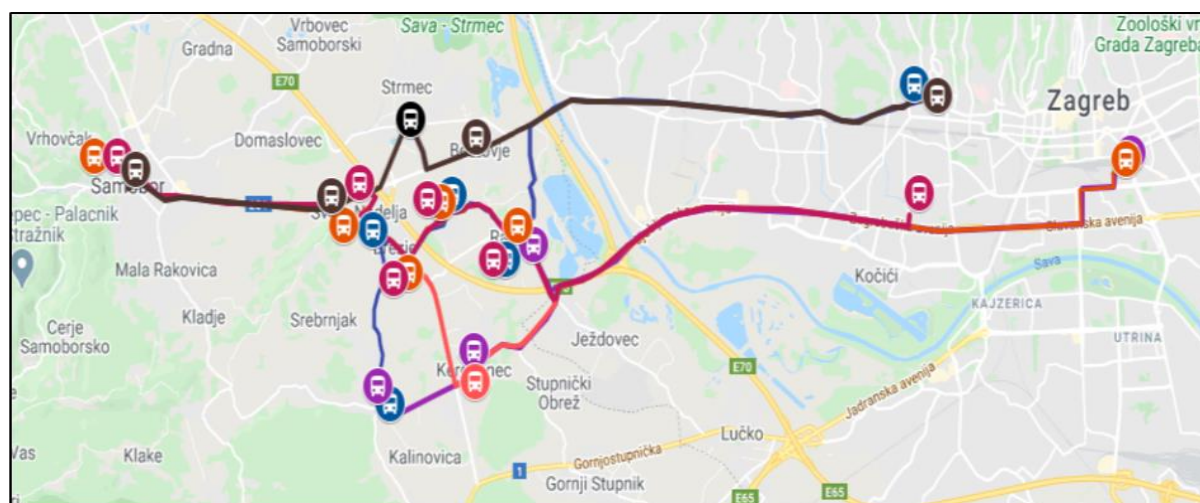 Vrbovec
Samoborski
Sava - Strmec
Zoološki vr
Grada Zagreba
Gradna
E70
Strmec
Zagreb
Vrhovčak
Domaslovec
Samobor
Kerestinec
epec - Palacnik
Stražnik
Mala Rakovica
Slavonska avenija
Kočići
Sava
KAJZERICA
Kladje
Srebrnjak
Cerje
Samoborsko
Ježdovec
UTRINA
E70
Stupnički
Obrež
Jadranska avenija
Lučko
Vas
Klake
Kalinovica
1
Gornjostupnička
Gornji Stupnik
E65
E65